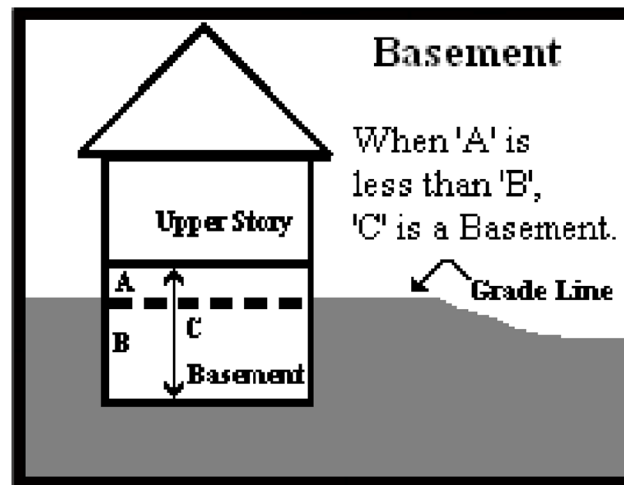 Basement
When 'A' is
less than 'B',
'C' is a Basement.
Upper Story
A
Grade Line
B
C
Basement